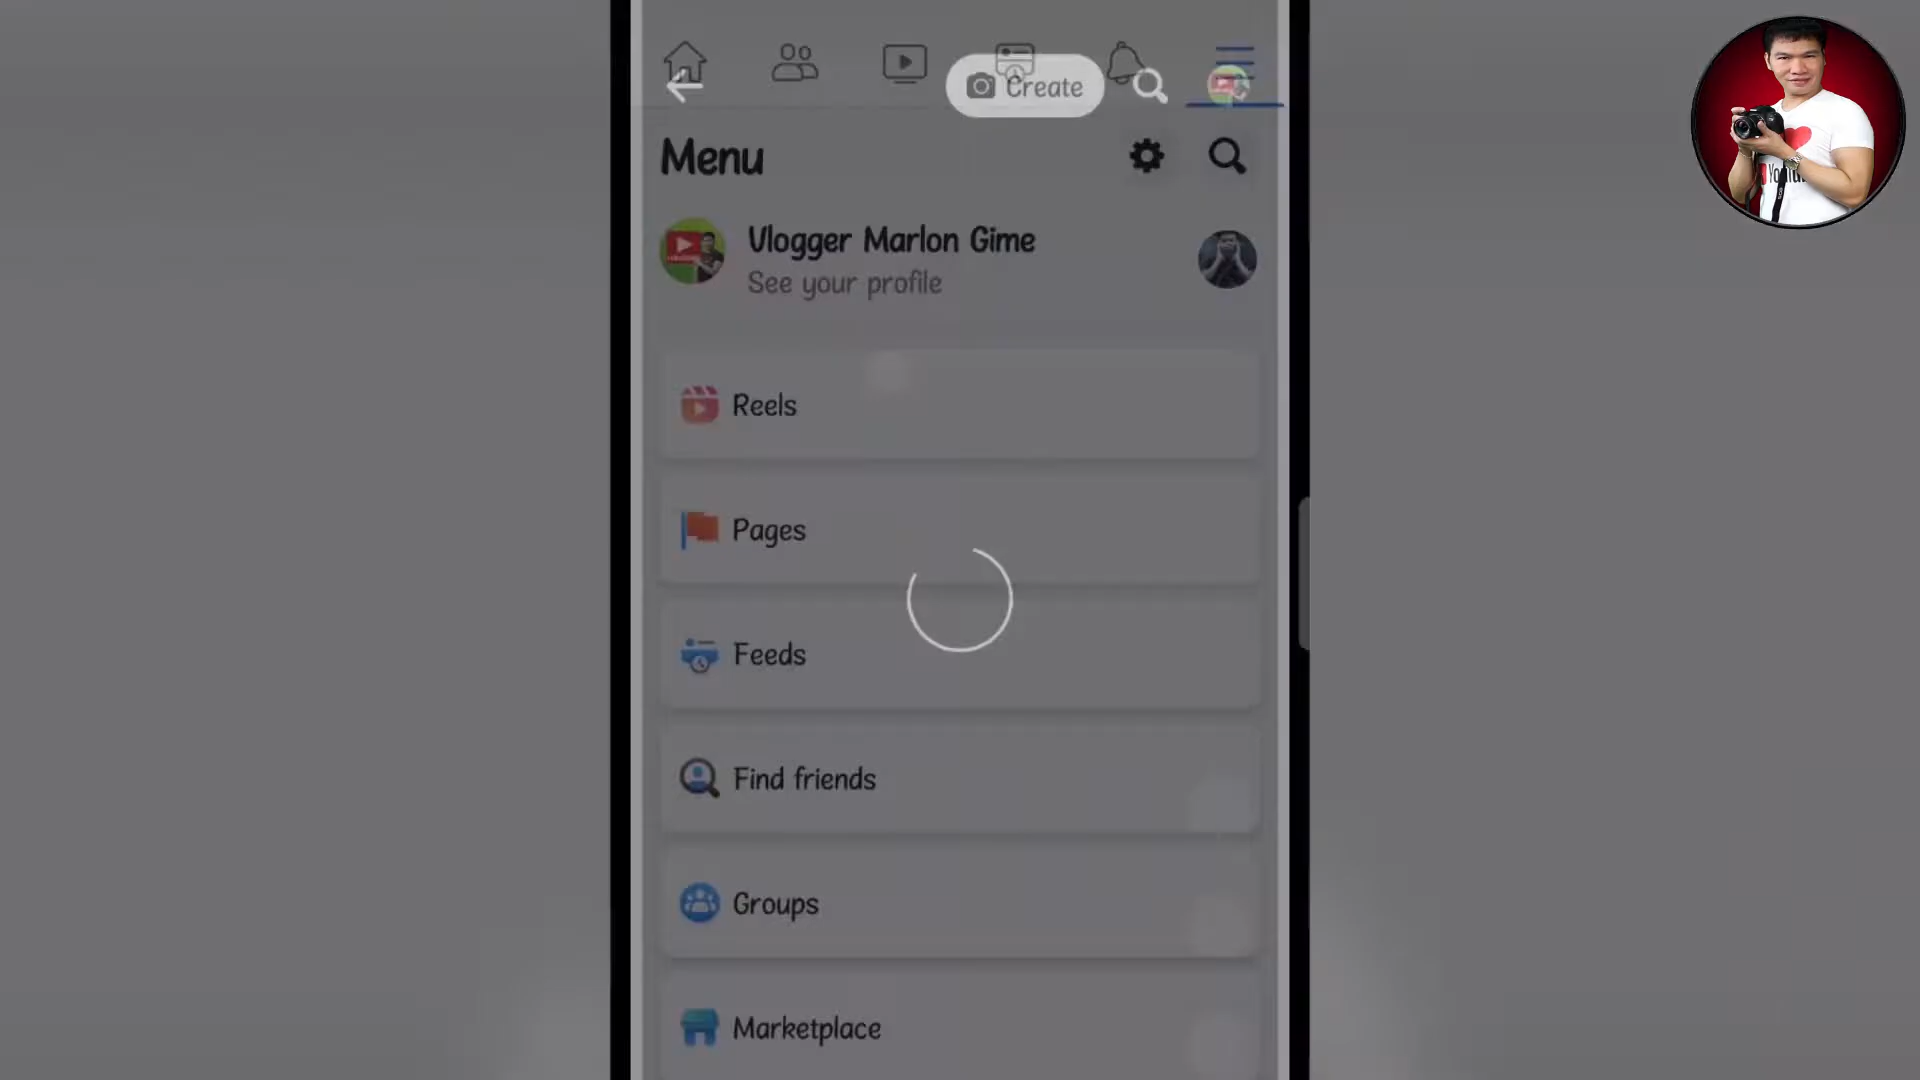 Create
Menu
Vlogger Marlon Gime
See your profile
Reels
Pages
Feeds
Find friends
Groups
Marketplace